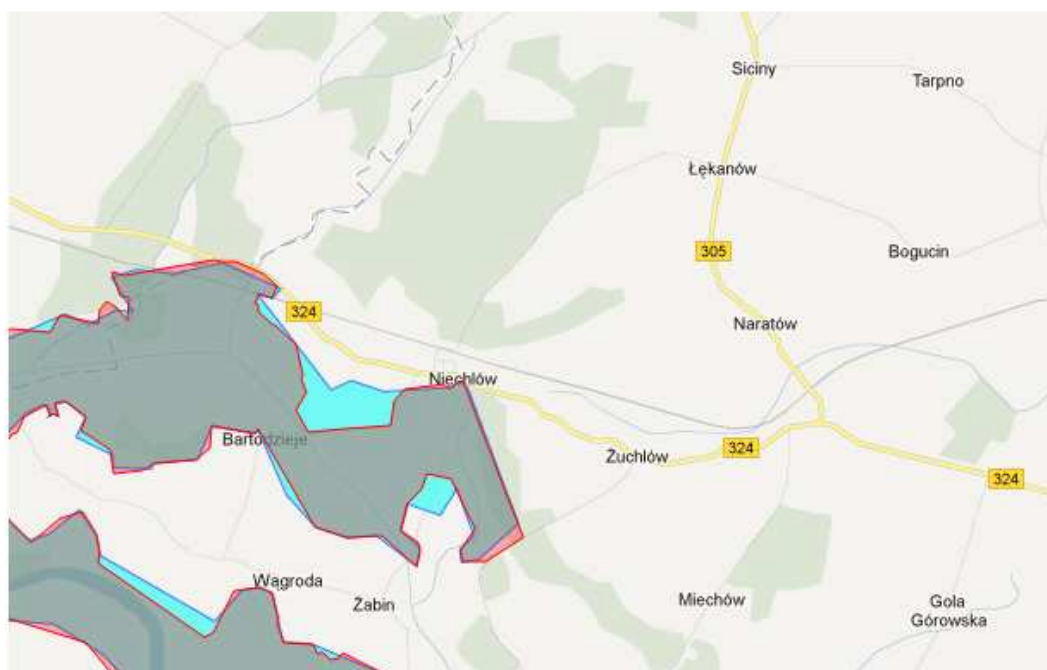 Siciny
Tarpno
Łękanów
305
Bogucin
324
Naratów
Niechlów
Bartodzieje
Żuchlów
324
324
Wągroda
Żabin
Miechów
Gola
Górowska